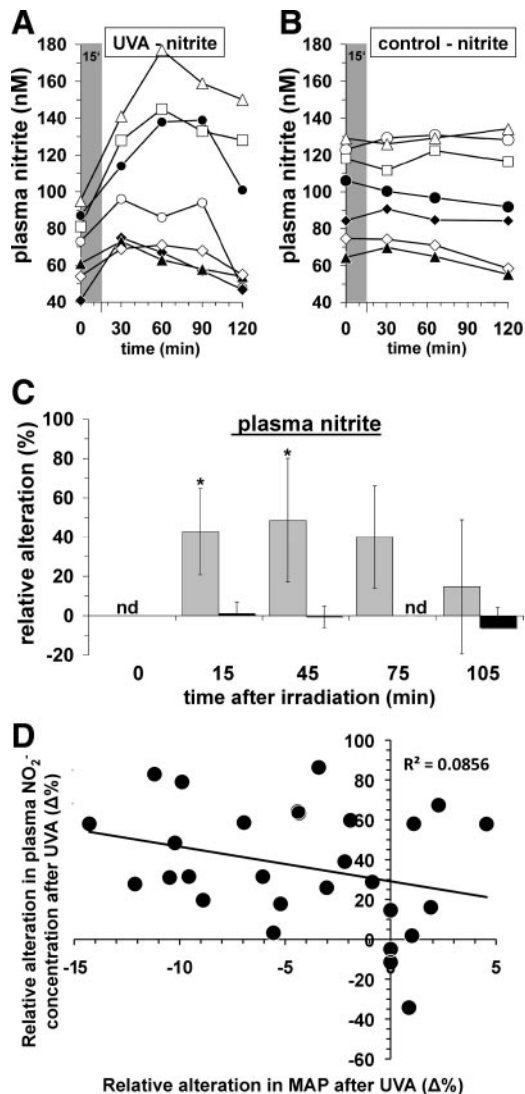 A
UVA - nitrite
15'
plasma nitrite (nM)
180
160
140
120
100
80
60
40
0 30 60 90 120
time (min)
B
control - nitrite
15'
plasma nitrite (nM)
180
160
140
120
100
80
60
40
0 30 60 90 120
time (min)
C
plasma nitrite
relative alteration (%)
100
80
60
40
20
0
-20
nd
*
*
nd
0 15 45 75 105
time after irradiation (min)
D
R² = 0.0856
Relative alteration in plasma NO₂⁻
concentration after UVA (Δ%)
100
80
60
40
20
0
-20
-40
-60
-15 -10 -5 0 5
Relative alteration in MAP after UVA (Δ%)